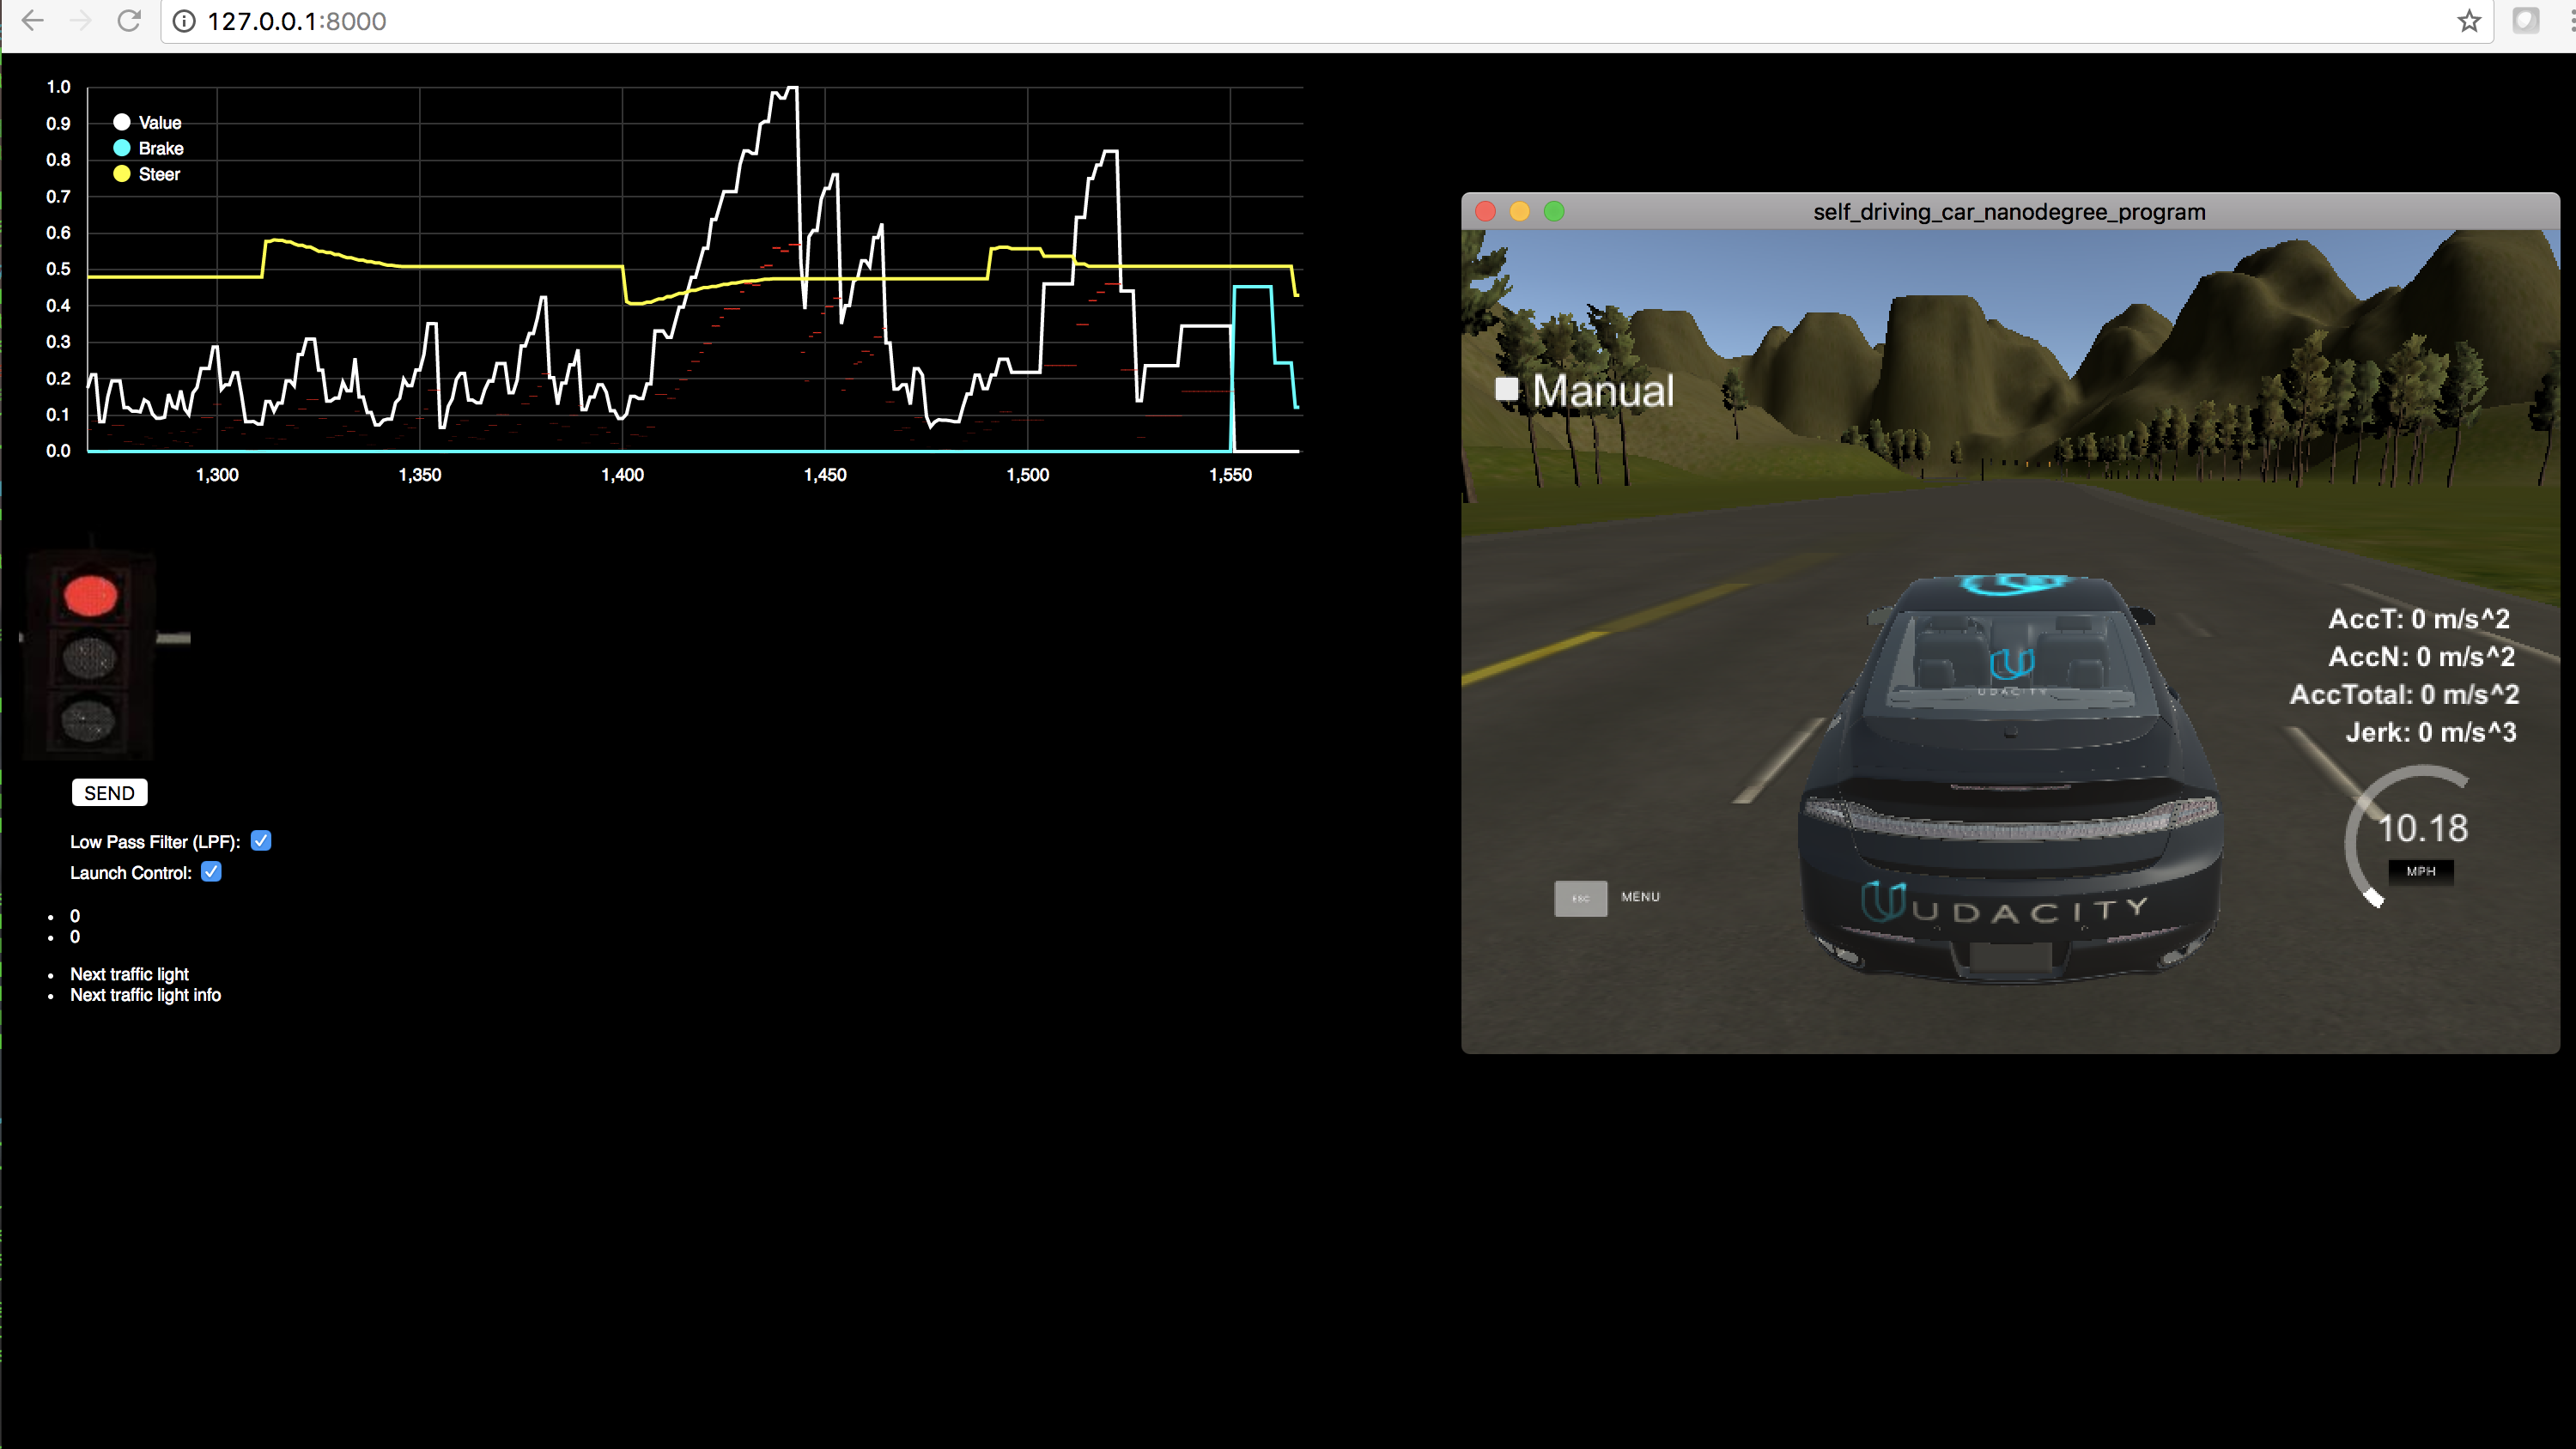 127.0.0.1:8000
1.0
0.9
0.8
0.7
0.6
0.5
0.4
0.3
0.2
0.1
0.0
Value
Brake
Steer
1,300
1,350
1,400
1,450
1,500
1,550
SEND
Low Pass Filter (LPF):
Launch Control:
0
0
Next traffic light
Next traffic light info
self_driving_car_nanodegree_program
Manual
AccT: 0 m/s^2
AccN: 0 m/s^2
AccTotal: 0 m/s^2
Jerk: 0 m/s^3
10.18
MPH
ESC MENU
UDACITY
UDACITY